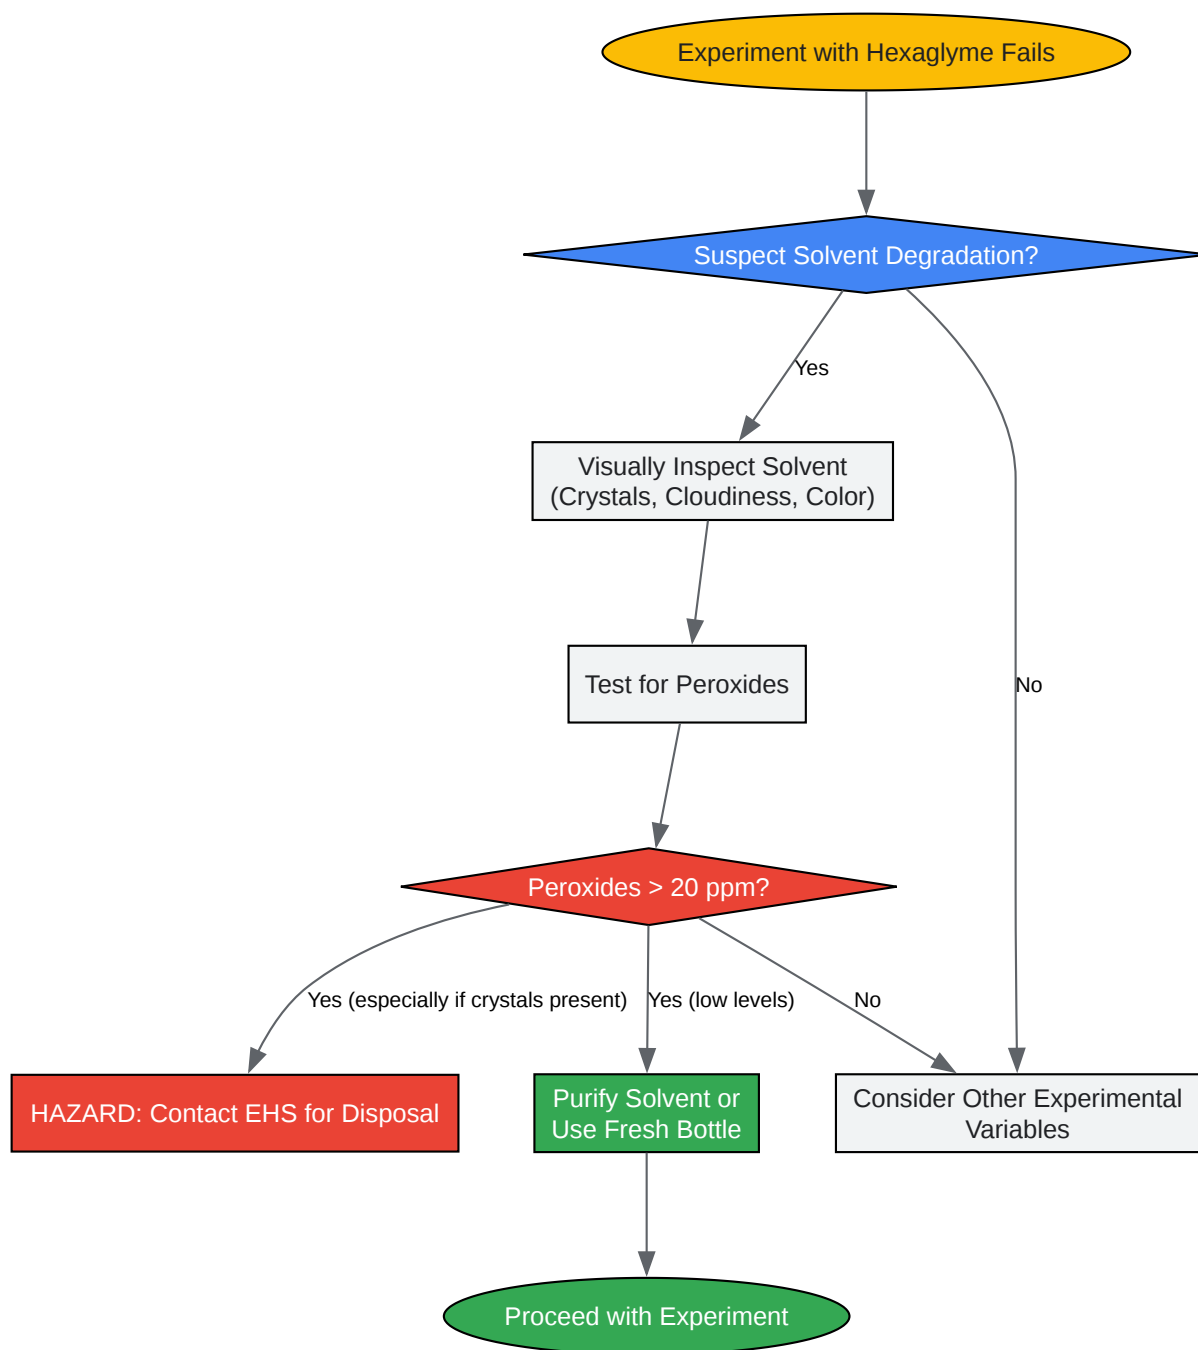 Experiment with Hexaglyme Fails
Suspect Solvent Degradation?
Yes
Visually Inspect Solvent
(Crystals, Cloudiness, Color)
Test for Peroxides
No
Peroxides > 20 ppm?
Yes (especially if crystals present)
Yes (low levels)
No
HAZARD: Contact EHS for Disposal
Purify Solvent or
Use Fresh Bottle
Consider Other Experimental
Variables
Proceed with Experiment